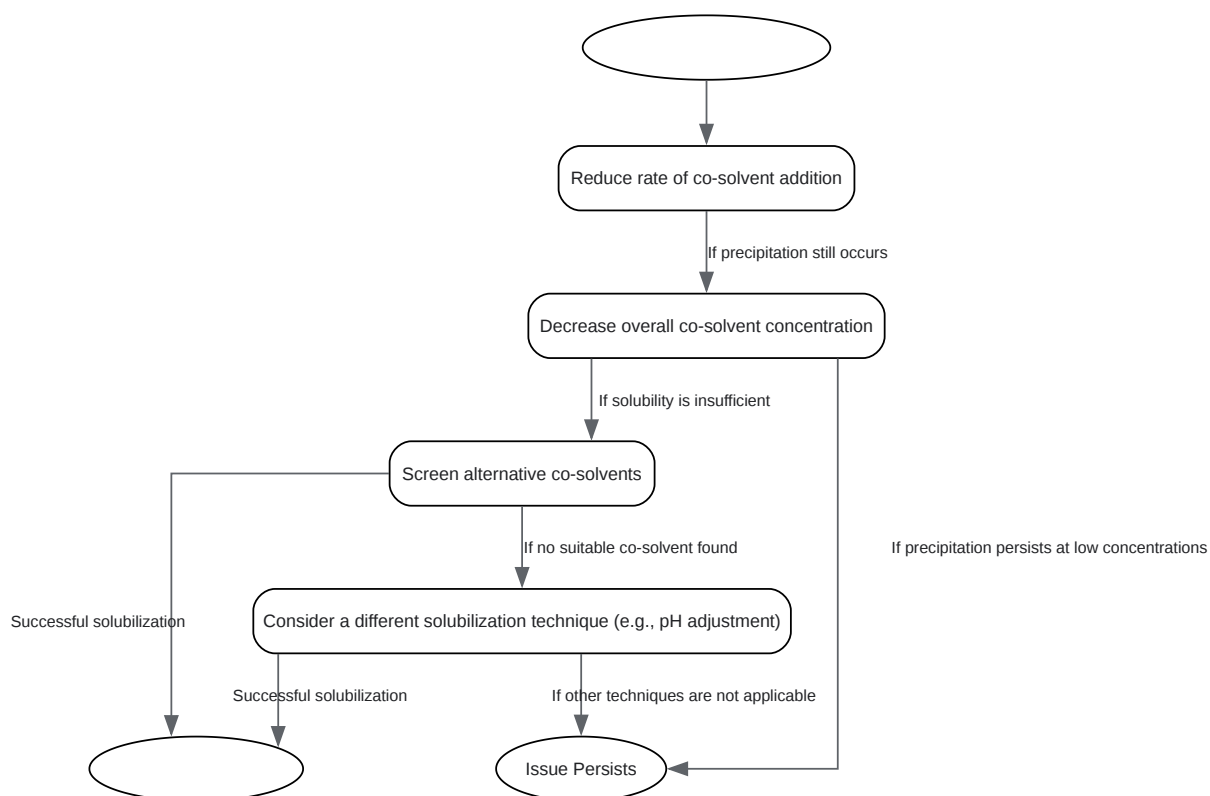 Reduce rate of co-solvent addition
If precipitation still occurs
Decrease overall co-solvent concentration
If solubility is insufficient
Screen alternative co-solvents
If no suitable co-solvent found
If precipitation persists at low concentrations
Successful solubilization
Consider a different solubilization technique (e.g., pH adjustment)
Successful solubilization
If other techniques are not applicable
Issue Persists